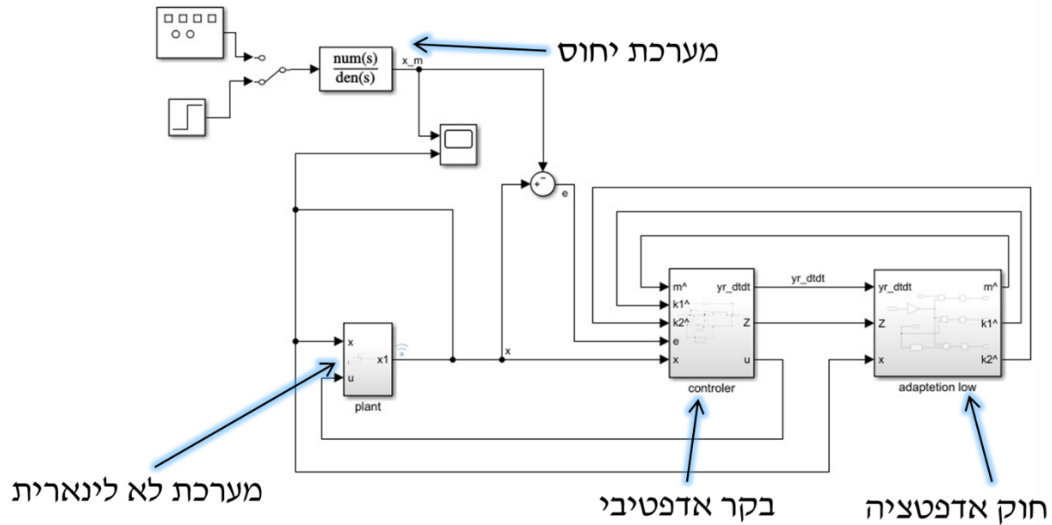 מערכת יחוס
num(s)
den(s)
x_m
e
m^
k1^
k2^
e
x
yr_dtdt
Z
u
controler
yr_dtdt
yr_dtdt
Z
x
m^
k1^
k2^
adaptetion low
x
u
x1
plant
x
מערכת לא לינארית
בקר אדפטיבי
חוק אדפטציה